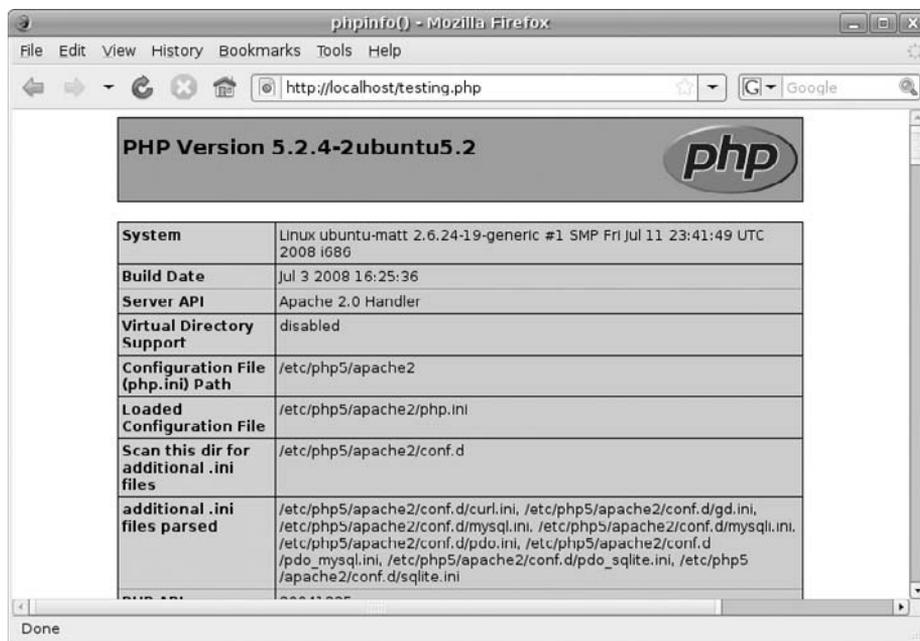 phpinfo() - Mozilla Firefox
File Edit View History Bookmarks Tools Help
http://localhost/testing.php
G
Google
PHP Version 5.2.4-2ubuntu5.2
php
System
Linux ubuntu-matt 2.6.24-19-generic #1 SMP Fri Jul 11 23:41:49 UTC
2008 i686
Build Date
Jul 3 2008 16:25:36
Server API
Apache 2.0 Handler
Virtual Directory
Support
disabled
Configuration File
(php.ini) Path
/etc/php5/apache2
Loaded
Configuration File
/etc/php5/apache2/php.ini
Scan this dir for
additional .ini
files
/etc/php5/apache2/conf.d
additional .ini
files parsed
/etc/php5/apache2/conf.d/curl.ini, /etc/php5/apache2/conf.d/gd.ini,
/etc/php5/apache2/conf.d/mysql.ini, /etc/php5/apache2/conf.d/mysqli.ini,
/etc/php5/apache2/conf.d/pdo.ini, /etc/php5/apache2/conf.d
/pdo_mysql.ini, /etc/php5/apache2/conf.d/pdo_sqlite.ini, /etc/php5
/apache2/conf.d/sqlite.ini
PHP API
Done